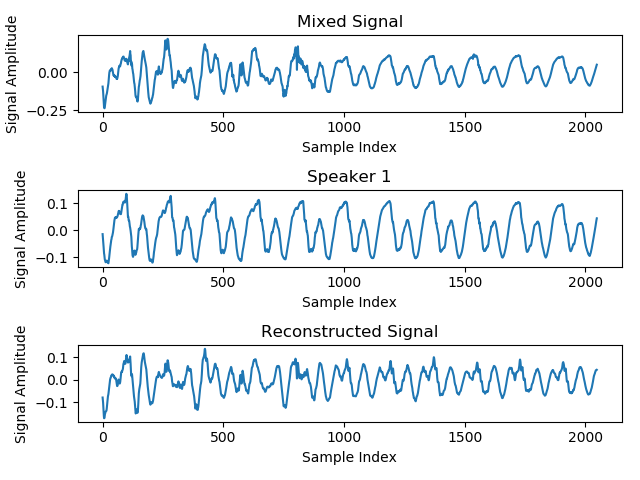 Mixed Signal
Signal Amplitude
0.00
−0.25
0 500 1000 1500 2000
Sample Index
Speaker 1
Signal Amplitude
0.1
0.0
−0.1
0 500 1000 1500 2000
Sample Index
Reconstructed Signal
Signal Amplitude
0.1
0.0
−0.1
0 500 1000 1500 2000
Sample Index